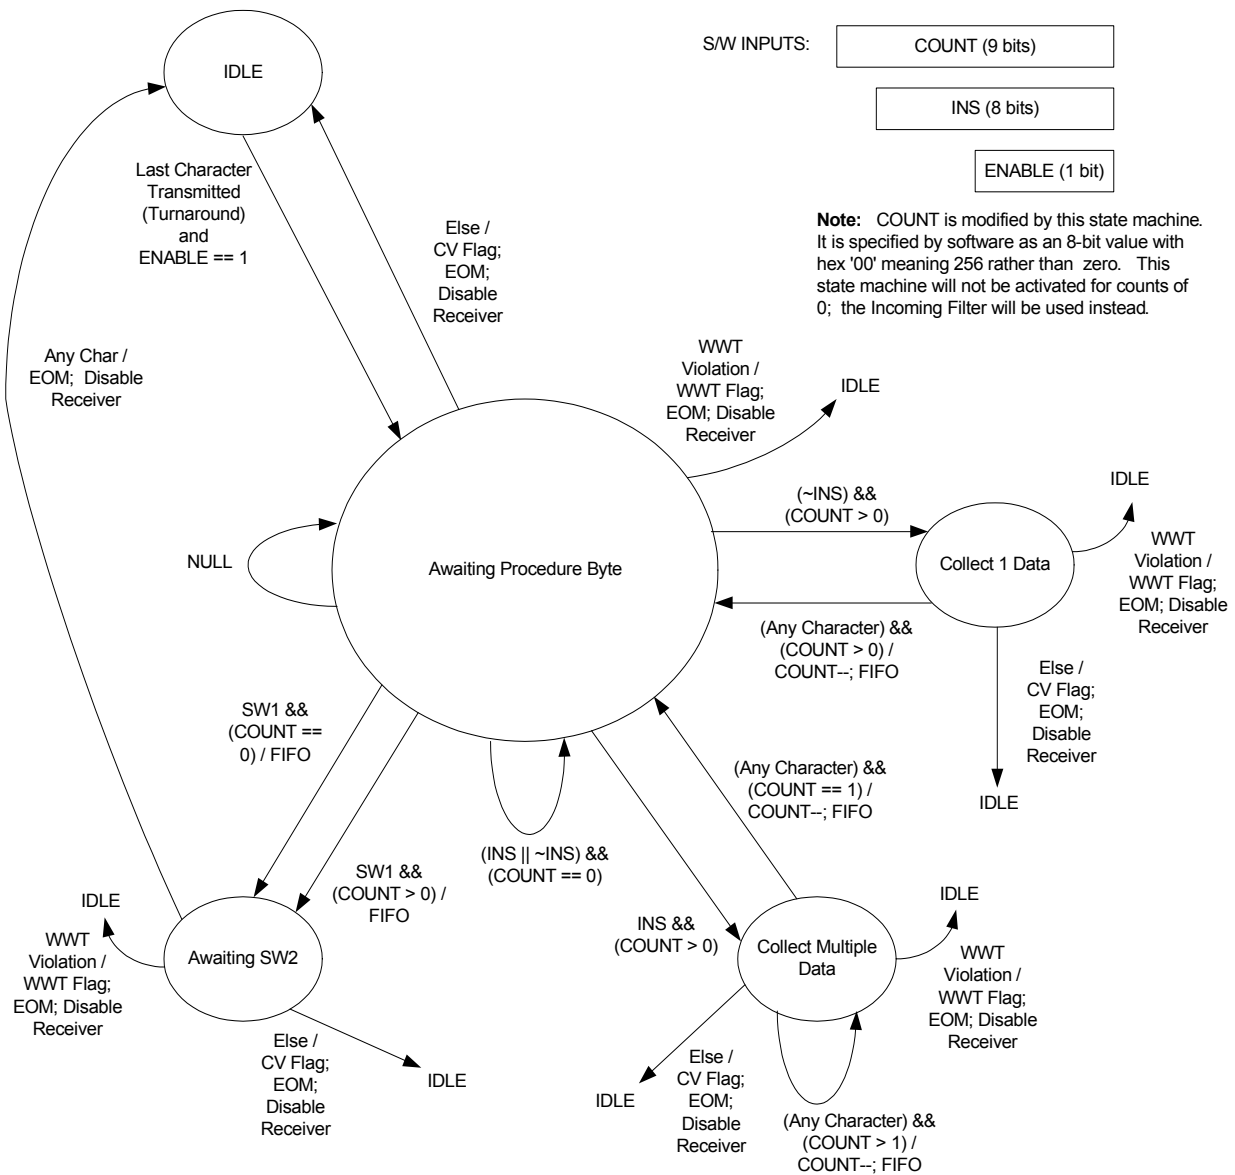 IDLE
S/W INPUTS:
COUNT (9 bits)
INS (8 bits)
ENABLE (1 bit)
Note: COUNT is modified by this state machine.
It is specified by software as an 8-bit value with
hex '00' meaning 256 rather than zero. This
state machine will not be activated for counts of
0; the Incoming Filter will be used instead.
Last Character
Transmitted
(Turnaround)
and
ENABLE == 1
Else /
CV Flag;
EOM;
Disable
Receiver
Any Char /
EOM; Disable
Receiver
WWT
Violation /
WWT Flag;
EOM; Disable
Receiver
IDLE
(~INS) &&
(COUNT > 0)
IDLE
WWT
Violation /
WWT Flag;
EOM; Disable
Receiver
NULL
Awaiting Procedure Byte
Collect 1 Data
(Any Character) &&
(COUNT > 0) /
COUNT--; FIFO
Else /
CV Flag;
EOM;
Disable
Receiver
IDLE
SW1 &&
(COUNT ==
0) / FIFO
(Any Character) &&
(COUNT == 1) /
COUNT--; FIFO
(INS || ~INS) &&
(COUNT == 0)
SW1 &&
(COUNT > 0) /
FIFO
INS &&
(COUNT > 0)
IDLE
WWT
Violation /
WWT Flag;
EOM; Disable
Receiver
Awaiting SW2
Else /
CV Flag;
EOM;
Disable
Receiver
IDLE
Collect Multiple
Data
IDLE
WWT
Violation /
WWT Flag;
EOM; Disable
Receiver
Else /
CV Flag;
EOM;
Disable
Receiver
IDLE
(Any Character) &&
(COUNT > 1) /
COUNT--; FIFO